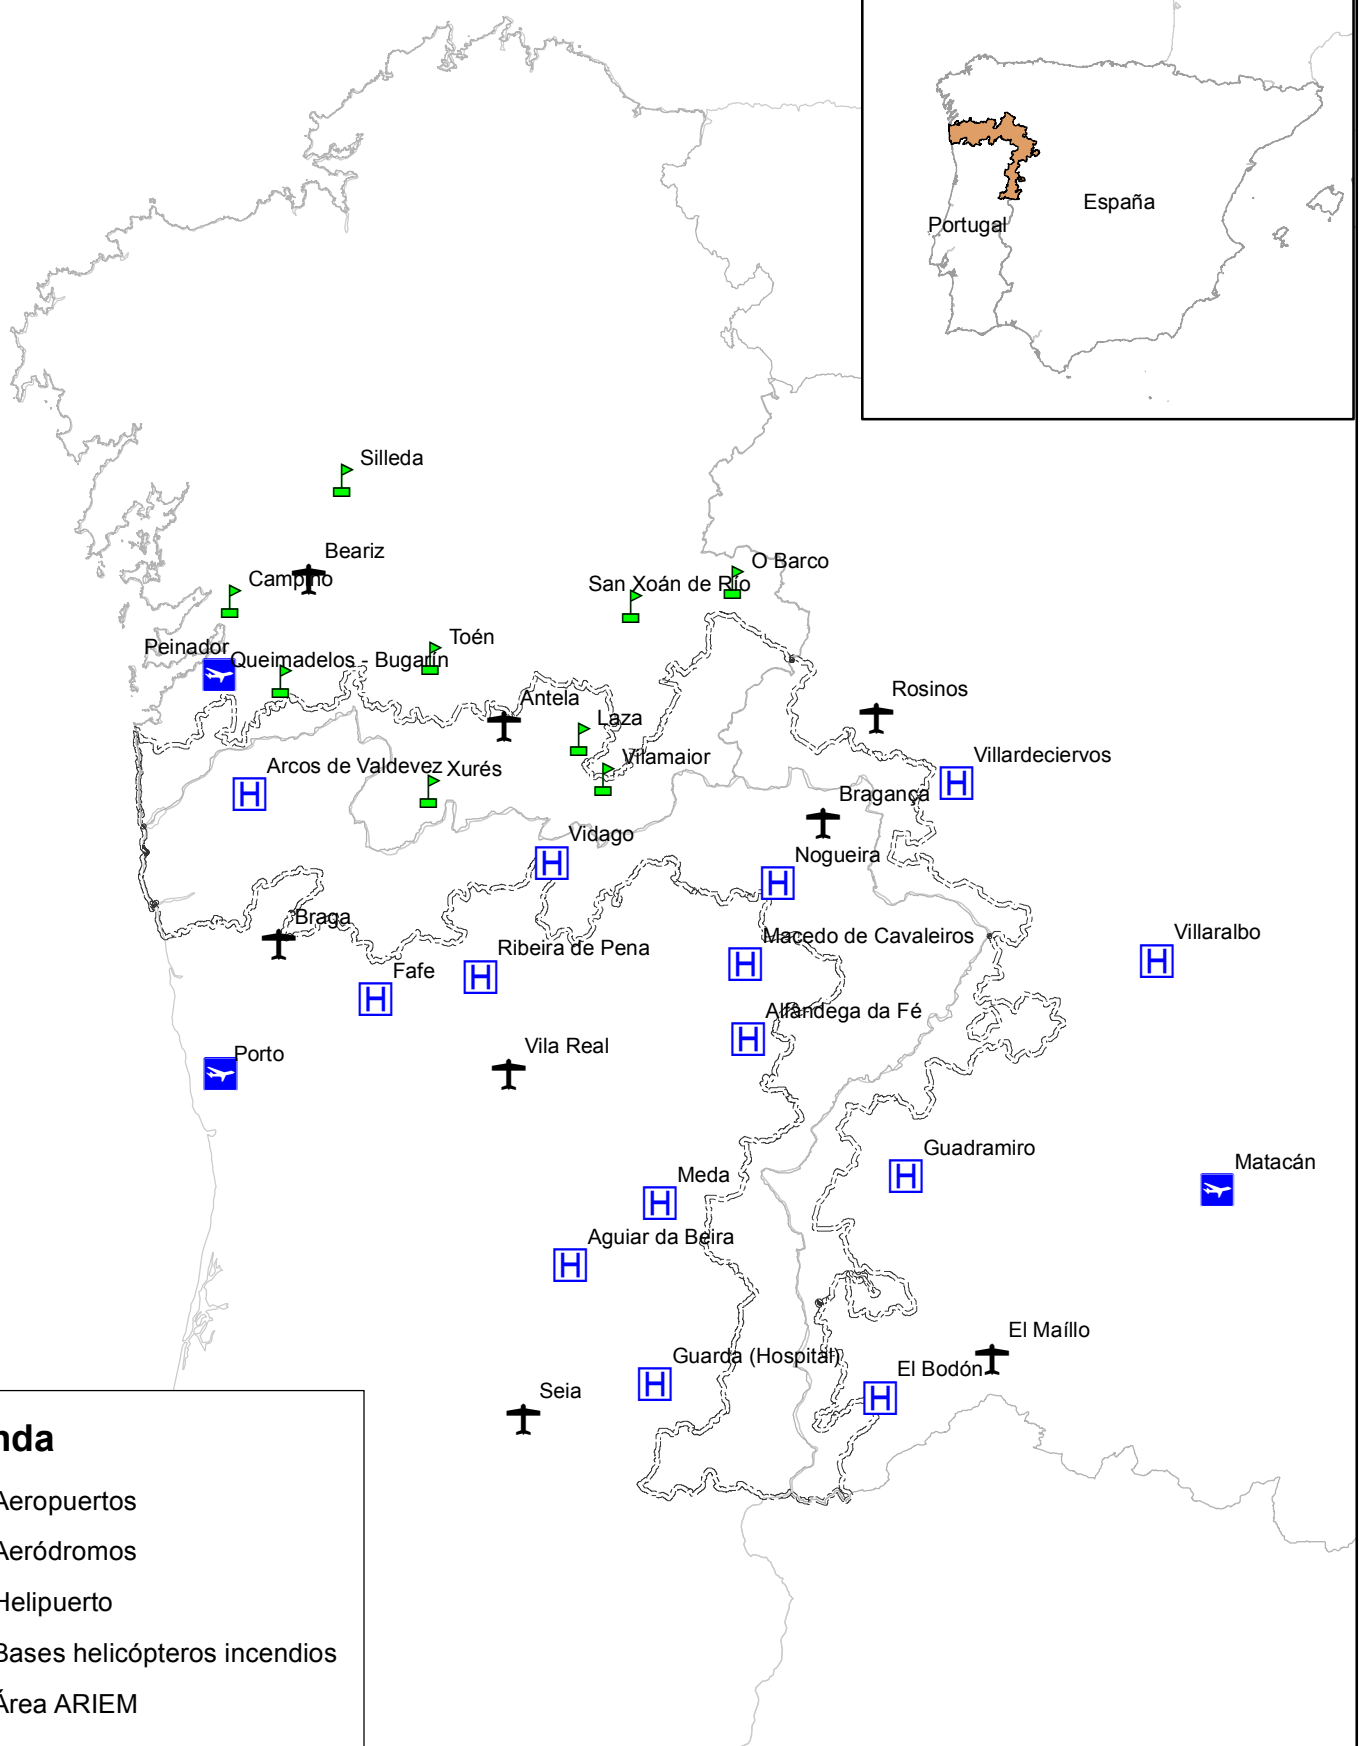 Portugal
España
Silleda
Beariz
Campiño
O Barco
San Xoán de Río
Toén
Peinador
Queimadelos - Bugarín
Antela
Laza
Rosinos
Vilamaior
Villardeciervos
Arcos de Valdevez
Xurés
Bragança
Vidago
Nogueira
Braga
Macedo de Cavaleiros
Villaralbo
Ribeira de Pena
Fafe
Alfândega da Fé
Porto
Vila Real
Guadramiro
Matacán
Meda
Aguiar da Beira
El Maíllo
Guarda (Hospital)
El Bodón
Seia
nda
Aeropuertos
Aeródromos
Helipuerto
Bases helicópteros incendios
Área ARIEM